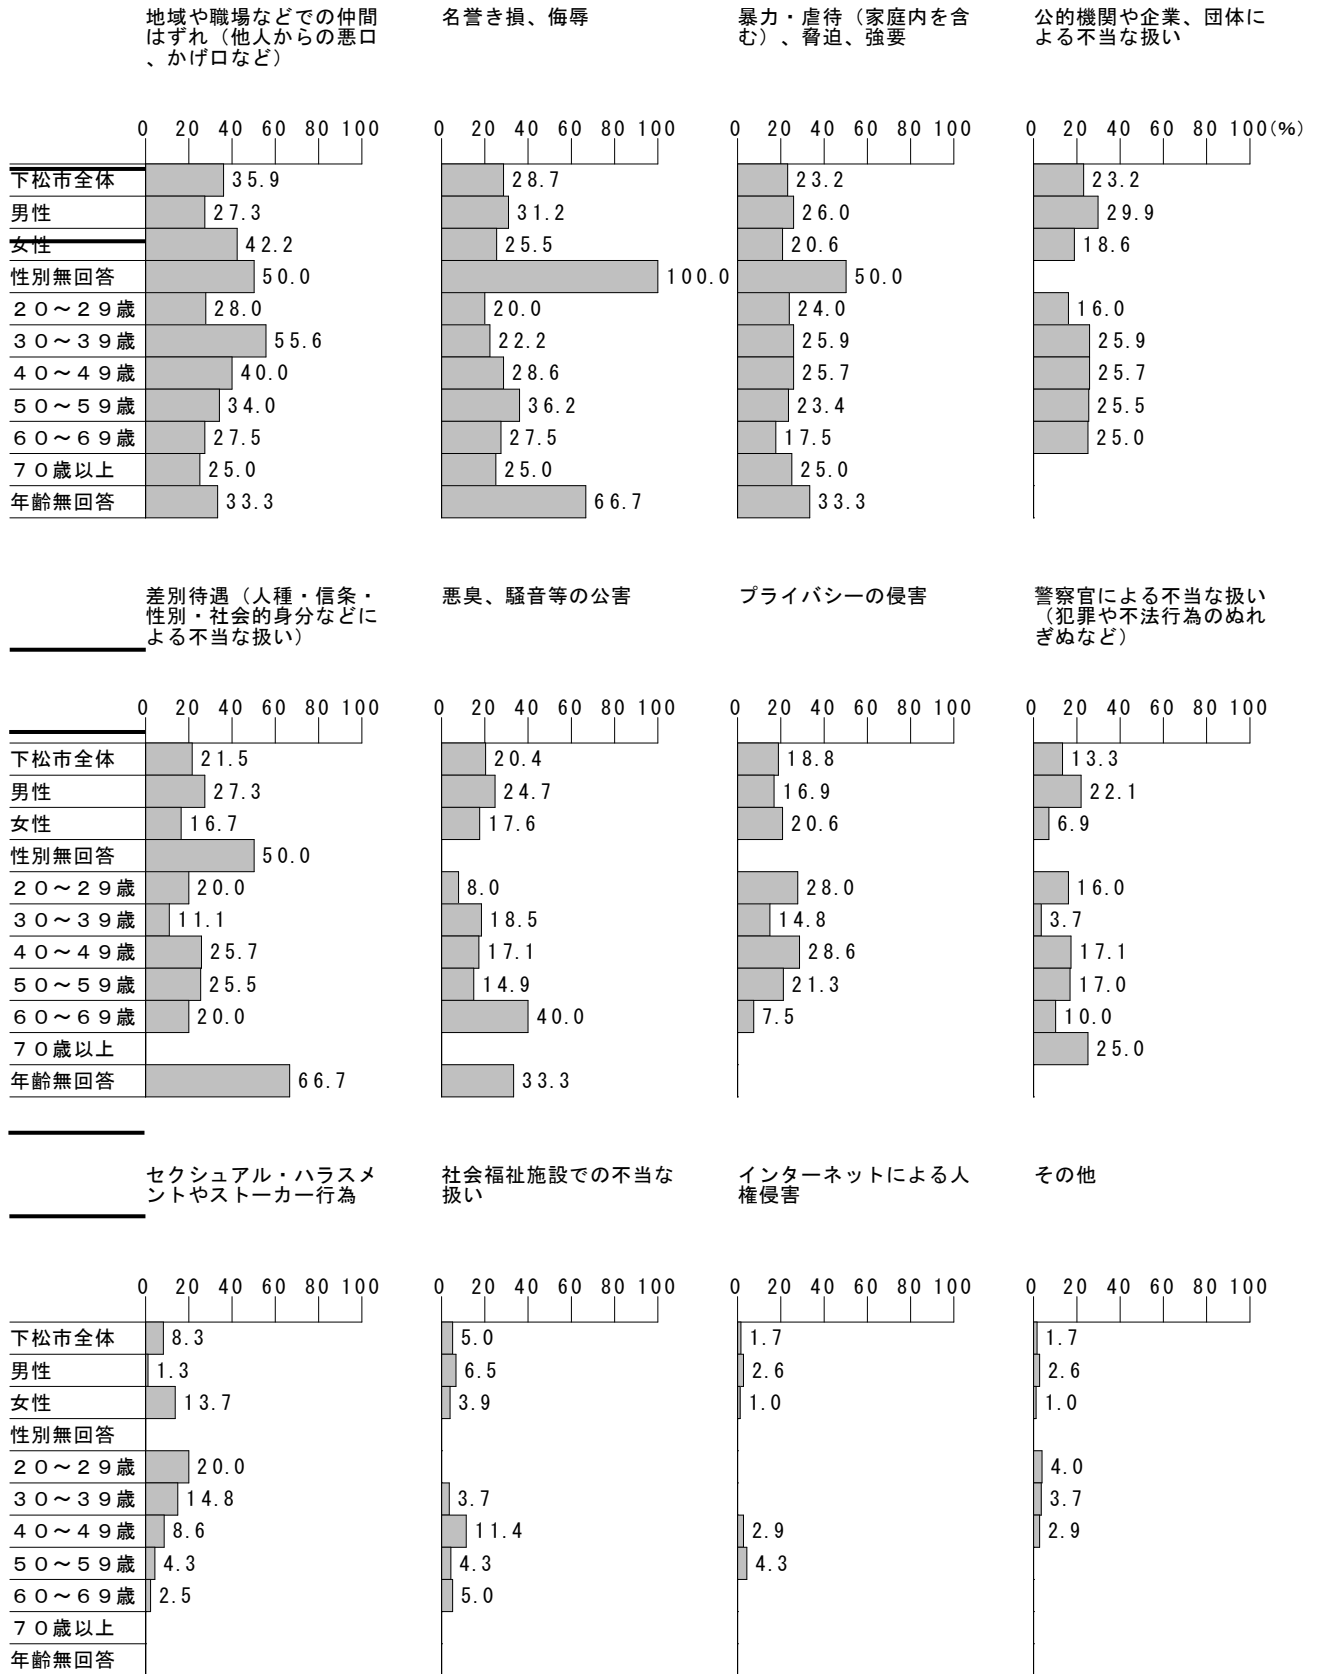 地域や職場などでの仲間
はずれ（他人からの悪口
、かげ口など）
名誉き損、侮辱
暴力・虐待（家庭内を含
む）、脅迫、強要
公的機関や企業、団体に
よる不当な扱い
0 20 40 60 80 100 0 20 40 60 80 100 0 20 40 60 80 100 0 20 40 60 80 100(%)
下松市全体 35.9 28.7 23.2 23.2
男性 27.3 31.2 26.0 29.9
女性 42.2 25.5 20.6 18.6
性別無回答 50.0 100.0 50.0
２０～２９歳 28.0 20.0 24.0 16.0
３０～３９歳 55.6 22.2 25.9 25.9
４０～４９歳 40.0 28.6 25.7 25.7
５０～５９歳 34.0 36.2 23.4 25.5
６０～６９歳 27.5 27.5 17.5 25.0
７０歳以上 25.0 25.0 25.0
年齢無回答 33.3 66.7 33.3
差別待遇（人種・信条・
性別・社会的身分などに
よる不当な扱い）
悪臭、騒音等の公害
プライバシーの侵害
警察官による不当な扱い
（犯罪や不法行為のぬれ
ぎぬなど）
0 20 40 60 80 100 0 20 40 60 80 100 0 20 40 60 80 100 0 20 40 60 80 100
下松市全体 21.5 20.4 18.8 13.3
男性 27.3 24.7 16.9 22.1
女性 16.7 17.6 20.6 6.9
性別無回答 50.0
２０～２９歳 20.0 8.0 28.0 16.0
３０～３９歳 11.1 18.5 14.8 3.7
４０～４９歳 25.7 17.1 28.6 17.1
５０～５９歳 25.5 14.9 21.3 17.0
６０～６９歳 20.0 40.0 7.5 10.0
７０歳以上 25.0
年齢無回答 66.7 33.3
セクシュアル・ハラスメ
ントやストーカー行為
社会福祉施設での不当な
扱い
インターネットによる人
権侵害
その他
0 20 40 60 80 100 0 20 40 60 80 100 0 20 40 60 80 100 0 20 40 60 80 100
下松市全体 8.3 5.0 1.7 1.7
男性 1.3 6.5 2.6 2.6
女性 13.7 3.9 1.0 1.0
性別無回答
２０～２９歳 20.0 4.0
３０～３９歳 14.8 3.7 3.7
４０～４９歳 8.6 11.4 2.9 2.9
５０～５９歳 4.3 4.3 4.3
６０～６９歳 2.5 5.0
７０歳以上
年齢無回答